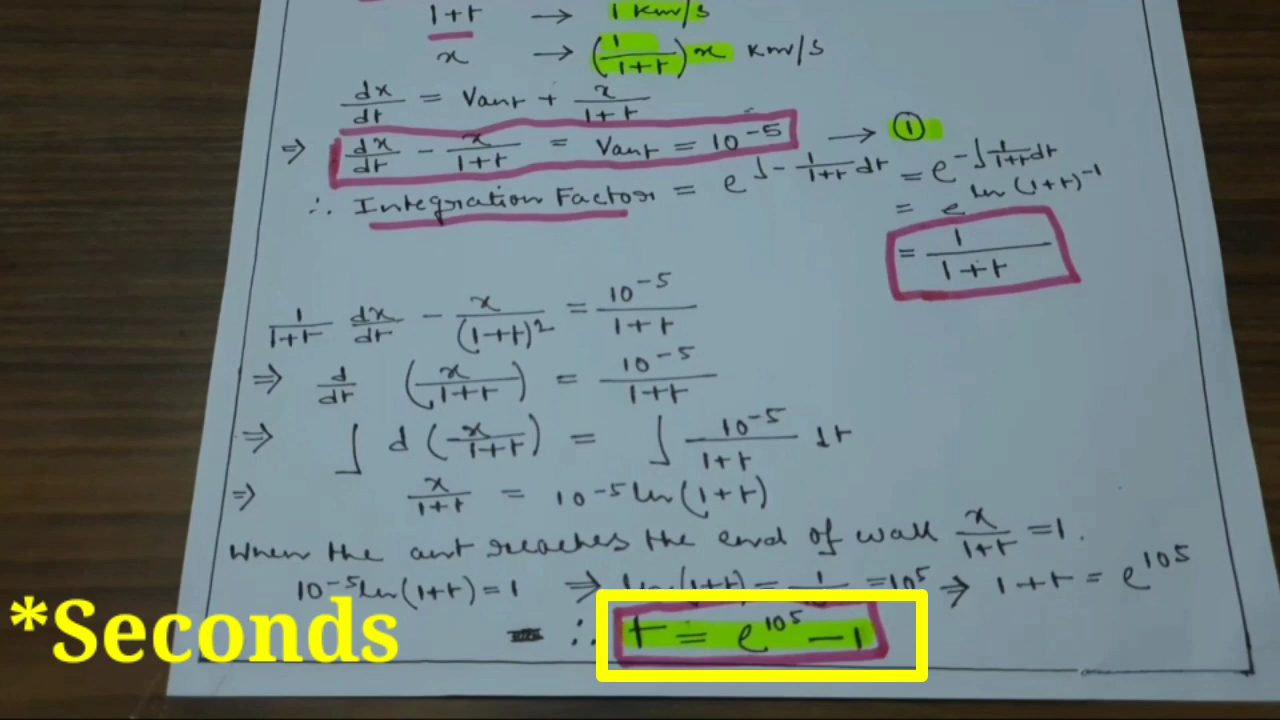 1+t → 1 km/s
x → (1/1+t)x km/s
dx/dt = Vant + x/1+t
⇒ dx/dt - x/1+t = Vant = 10^-5 → ①
∴ Integration Factor = e^∫-1/1+t dt = e^-∫1/1+t dt
= e^ln(1+t)^-1
= 1/1+t
1/1+t dx/dt - x/(1+t)^2 = 10^-5/1+t
⇒ d/dt (x/1+t) = 10^-5/1+t
⇒ ∫ d(x/1+t) = ∫ 10^-5/1+t dt
⇒ x/1+t = 10^-5 ln(1+t)
When the ant reaches the end of wall x/1+t = 1.
10^-5 ln(1+t) = 1 ⇒ ln(1+t) = 1/ = 10^5 ⇒ 1+t = e^10^5
*Seconds
∴ t = e^10^5 - 1